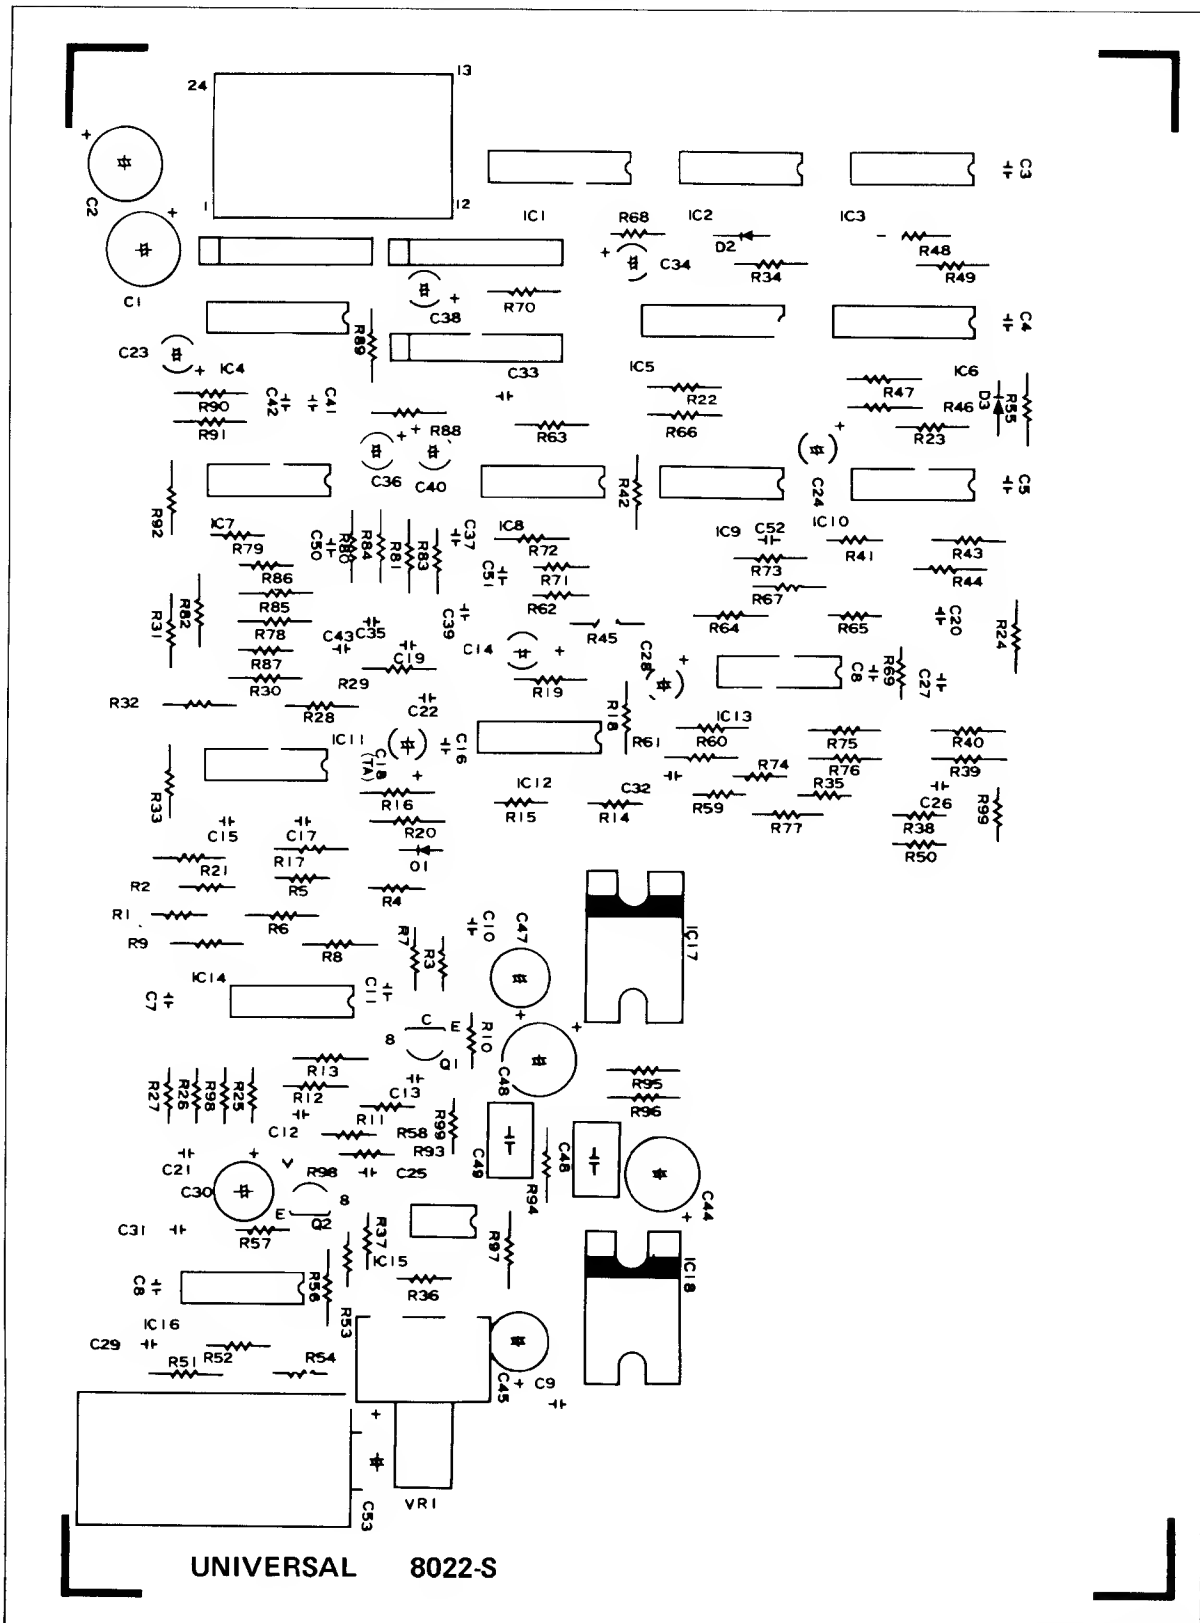 13
24
+
C3
C2
1
12
+
IC1
R68
IC2
IC3
D2
R48
+
C34
R34
R49
C1
+
C38
R70
C4
R89
C23
+
IC4
C33
IC5
IC6
R47
D3
R55
R90
C42
C41
R22
R46
R91
R88
R63
R66
R23
+
+
+
C36
C40
R42
C24
C5
R92
IC7
IC8
IC9
C52
IC10
R79
C50
R80
R84
R81
R83
C37
R72
R41
R43
R86
C51
R71
R73
R44
R85
R62
R67
R31
R82
R78
C43
C35
C39
R45
R64
R65
C20
R24
R87
C19
C14
+
C28
+
C8
R69
C27
R30
R29
R19
R32
R28
C22
R18
IC13
IC11
C18
(TA)
C16
R61
R60
R75
R40
+
R76
R39
R33
R16
IC12
C32
R74
R35
C26
R99
C15
C17
R20
R15
R14
R59
R77
R38
R21
R17
D1
R50
R2
R5
R4
R1
R6
C10
C47
IC17
R9
R8
R7
R3
IC14
C7
C11
C
E
8
Q1
R10
+
+
R13
C48
R95
R27
R26
R98
R25
R12
C13
R96
R11
R99
C12
R58
R93
C49
C48
C21
+
R98
C25
R94
C30
8
C44
+
C31
E
Q2
R57
R37
IC15
R97
IC18
C8
R56
R36
IC16
R53
C29
R52
R51
R54
C45
+
C9
+
C53
VR1
UNIVERSAL 8022-S